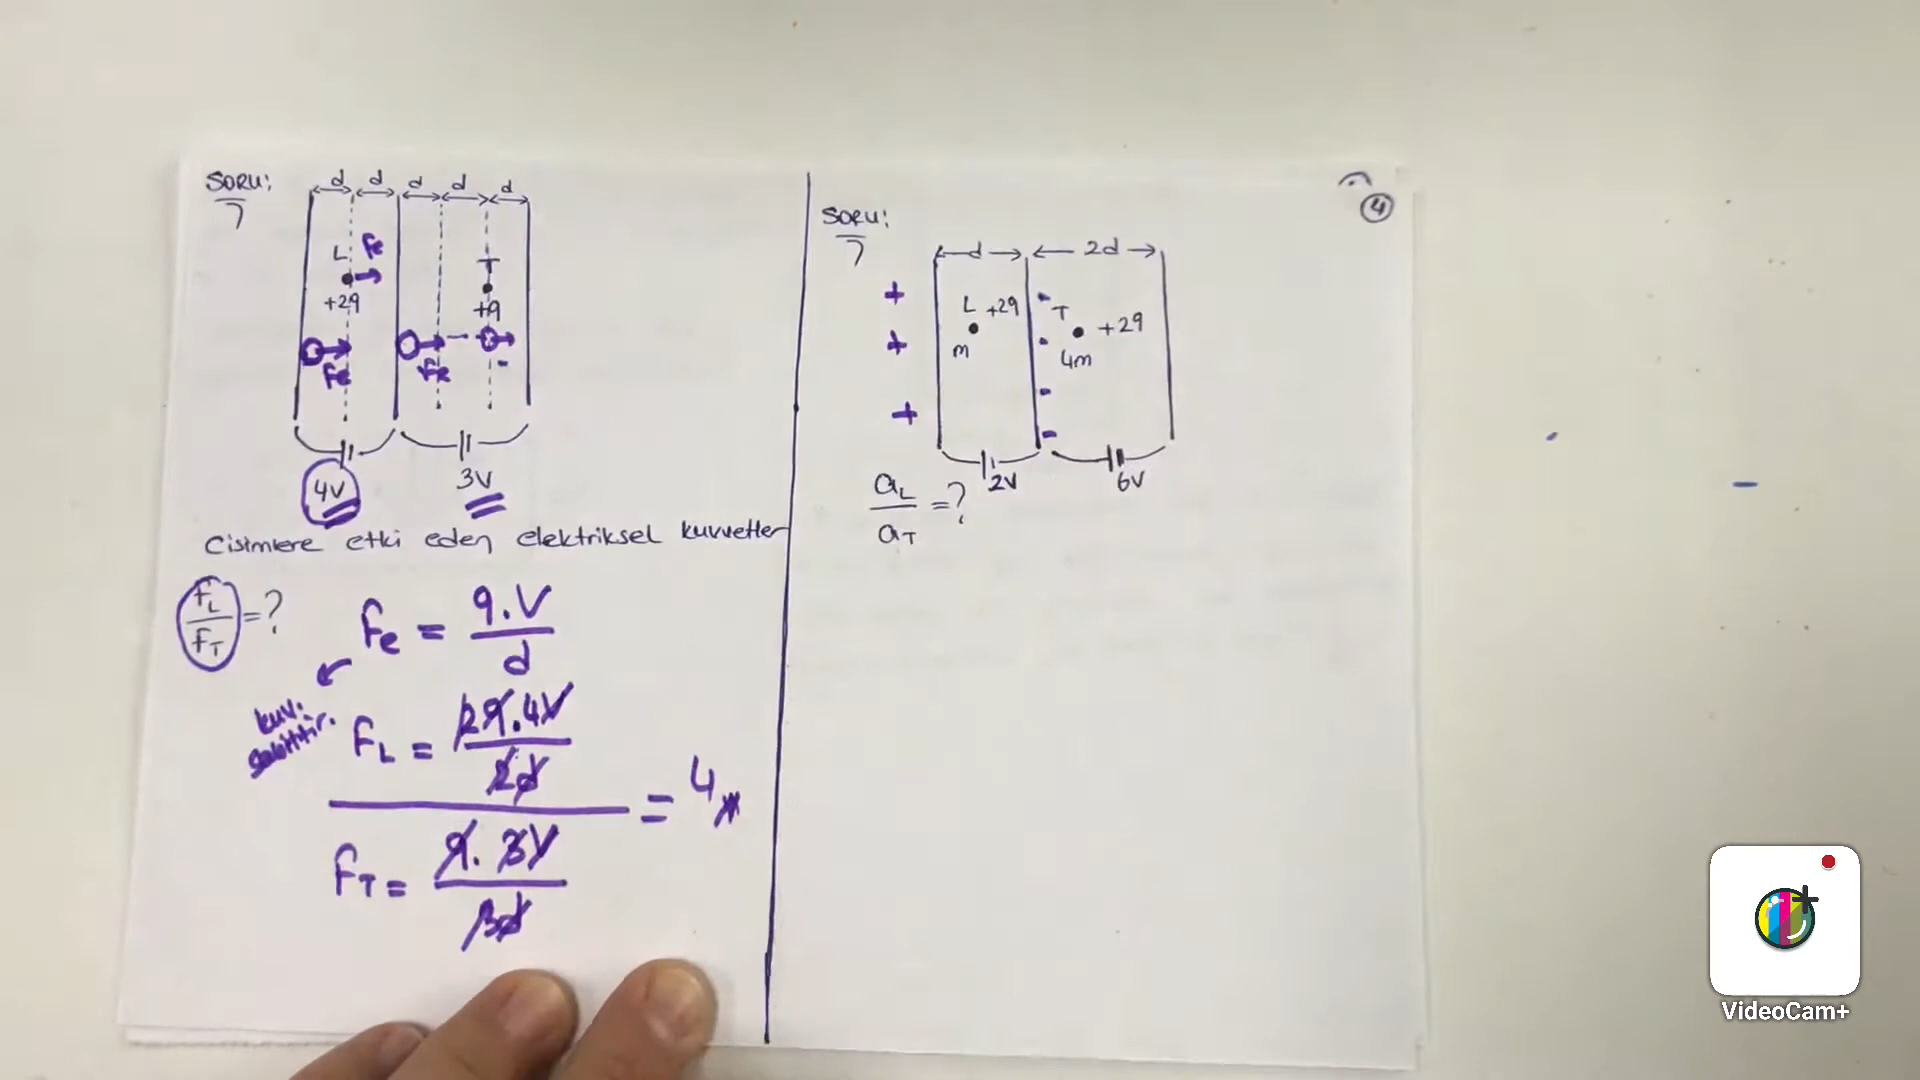 SORU:
7
d d d d d
L Fe
+2q
T
+q
Fe Fe
4V 3V
Cisimlere etki eden elektriksel kuvvetler
FL/FT = ?
Fe = q.V/d
kuv. sabittir.
FL = 2q.4V/2d
FT = q.3V/3d
= 4
SORU:
7
4
d 2d
+ + +
L +2q
m
T +2q
4m
2V 6V
aL/aT = ?
VideoCam+